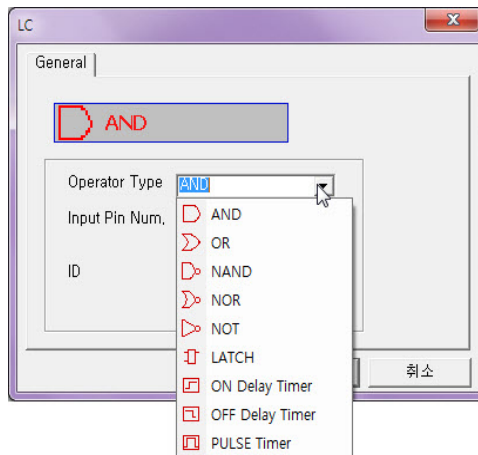 LC
General
AND
Operator Type AND
Input Pin Num,
ID
AND
OR
NAND
NOR
NOT
LATCH
ON Delay Timer
OFF Delay Timer
PULSE Timer
취소